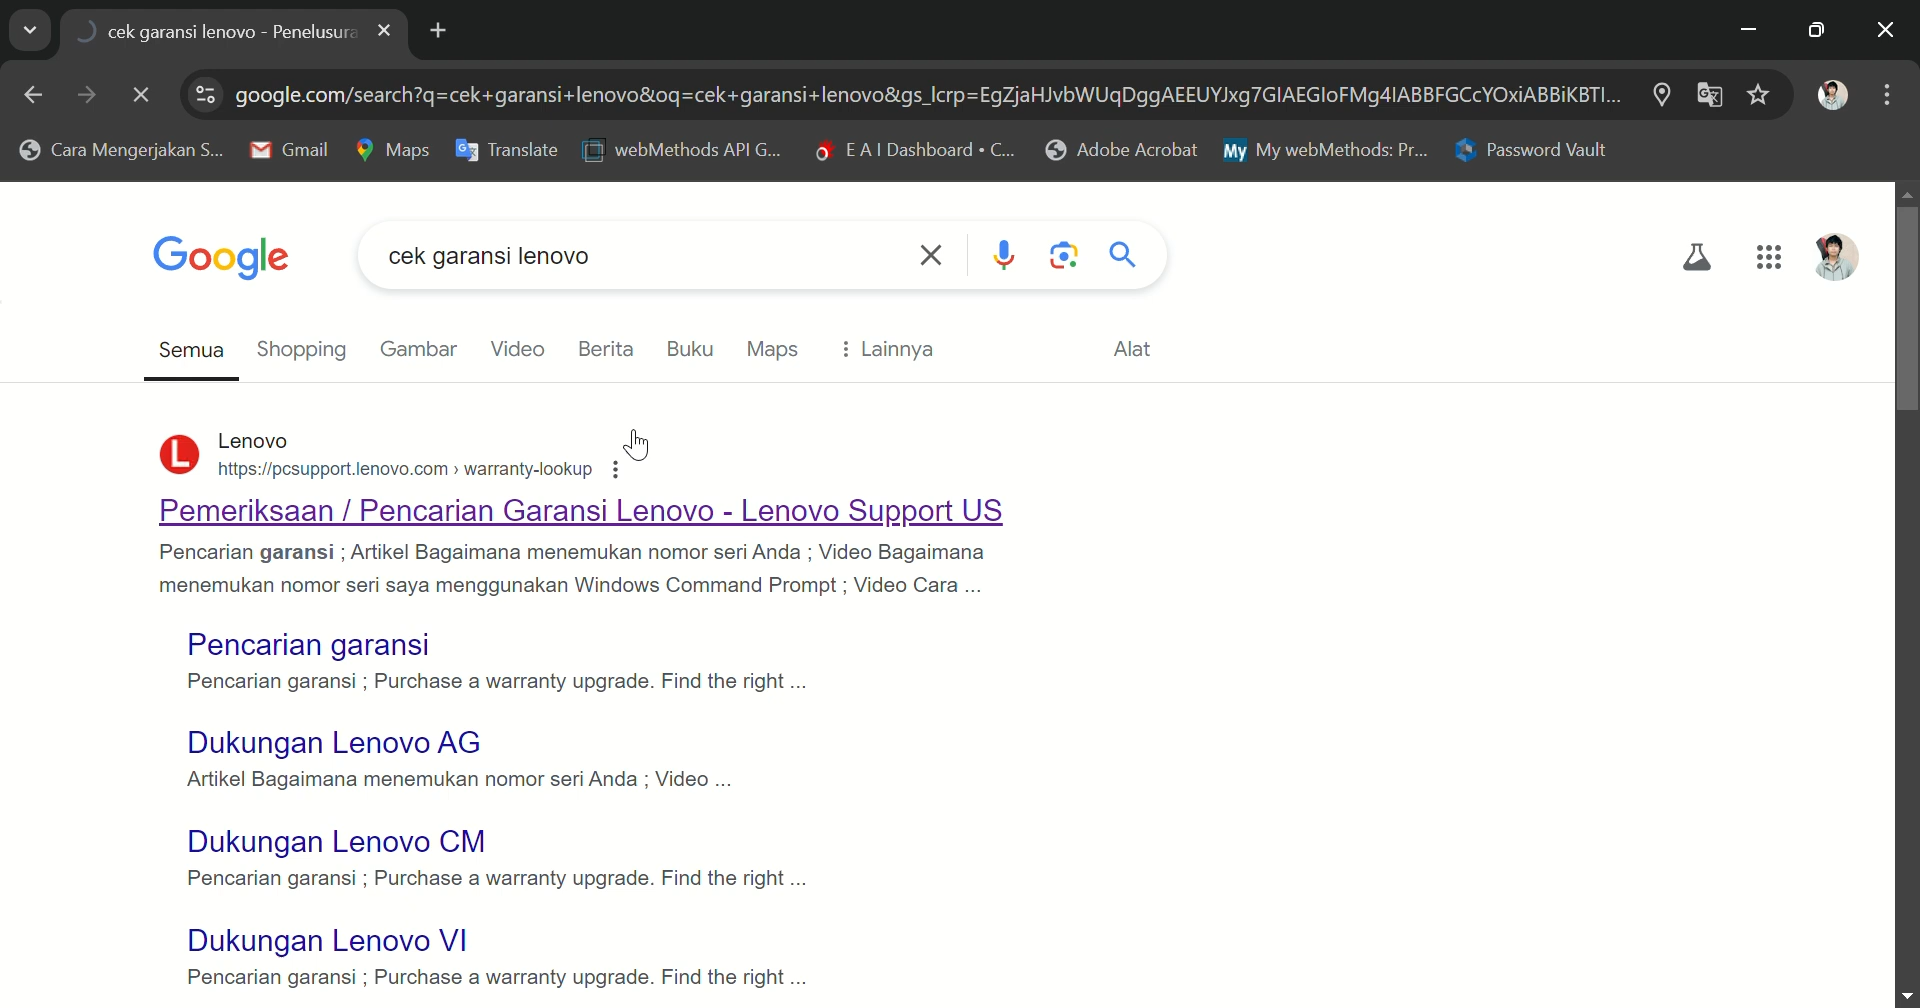 cek garansi lenovo - Penelusura
google.com/search?q=cek+garansi+lenovo&oq=cek+garansi+lenovo&gs_lcrp=EgZjaHJvbWUqDggAEEUYJxg7GIAEGIoFMg4IABBFGCcYOxiABBiKBTI...
Cara Mengerjakan S... Gmail Maps Translate webMethods API G... E A I Dashboard • C... Adobe Acrobat My My webMethods: Pr... Password Vault
Google cek garansi lenovo
Semua Shopping Gambar Video Berita Buku Maps Lainnya Alat
L Lenovo
https://pcsupport.lenovo.com › warranty-lookup
Pemeriksaan / Pencarian Garansi Lenovo - Lenovo Support US
Pencarian garansi ; Artikel Bagaimana menemukan nomor seri Anda ; Video Bagaimana
menemukan nomor seri saya menggunakan Windows Command Prompt ; Video Cara ...
Pencarian garansi
Pencarian garansi ; Purchase a warranty upgrade. Find the right ...
Dukungan Lenovo AG
Artikel Bagaimana menemukan nomor seri Anda ; Video ...
Dukungan Lenovo CM
Pencarian garansi ; Purchase a warranty upgrade. Find the right ...
Dukungan Lenovo VI
Pencarian garansi ; Purchase a warranty upgrade. Find the right ...